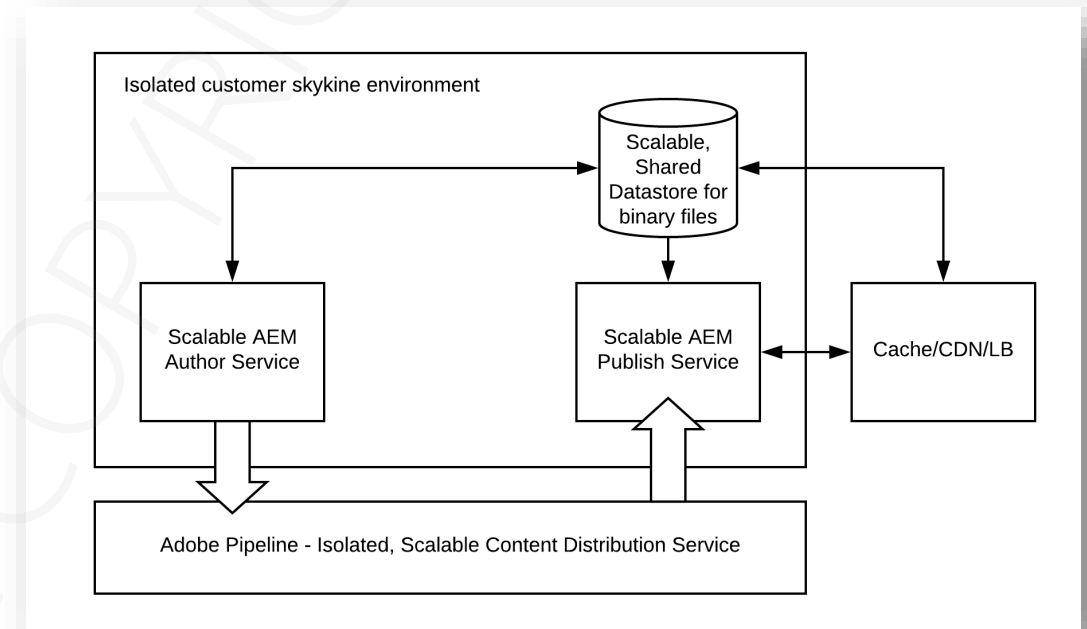 Isolated customer skykine environment
Scalable,
Shared
Datastore for
binary files
Scalable AEM
Author Service
Scalable AEM
Publish Service
Cache/CDN/LB
Adobe Pipeline - Isolated, Scalable Content Distribution Service